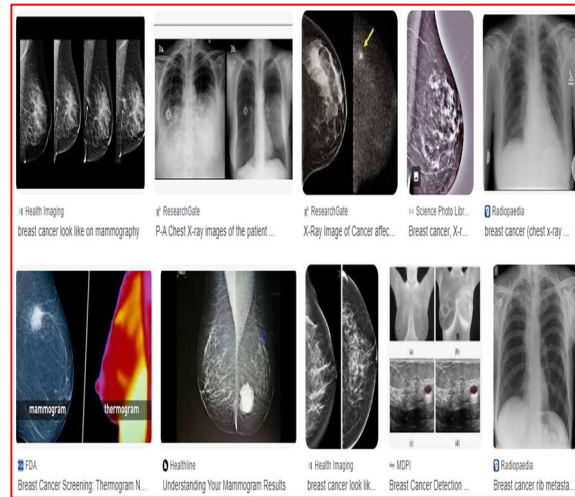 3a.
3b.
Health Imaging
breast cancer look like on mammography
ResearchGate
P-A Chest X-ray images of the patient ...
ResearchGate
X-Ray Image of Cancer affec...
Science Photo Libr...
Breast cancer, X-r...
Radiopaedia
breast cancer (chest x-ray ...
mammogram
thermogram
FDA
Breast Cancer Screening: Thermogram N...
Healthline
Understanding Your Mammogram Results
Health Imaging
breast cancer look lik...
(a)
(b)
(c)
(d)
MDPI
Breast Cancer Detection ...
Radiopaedia
Breast cancer rib metasta...